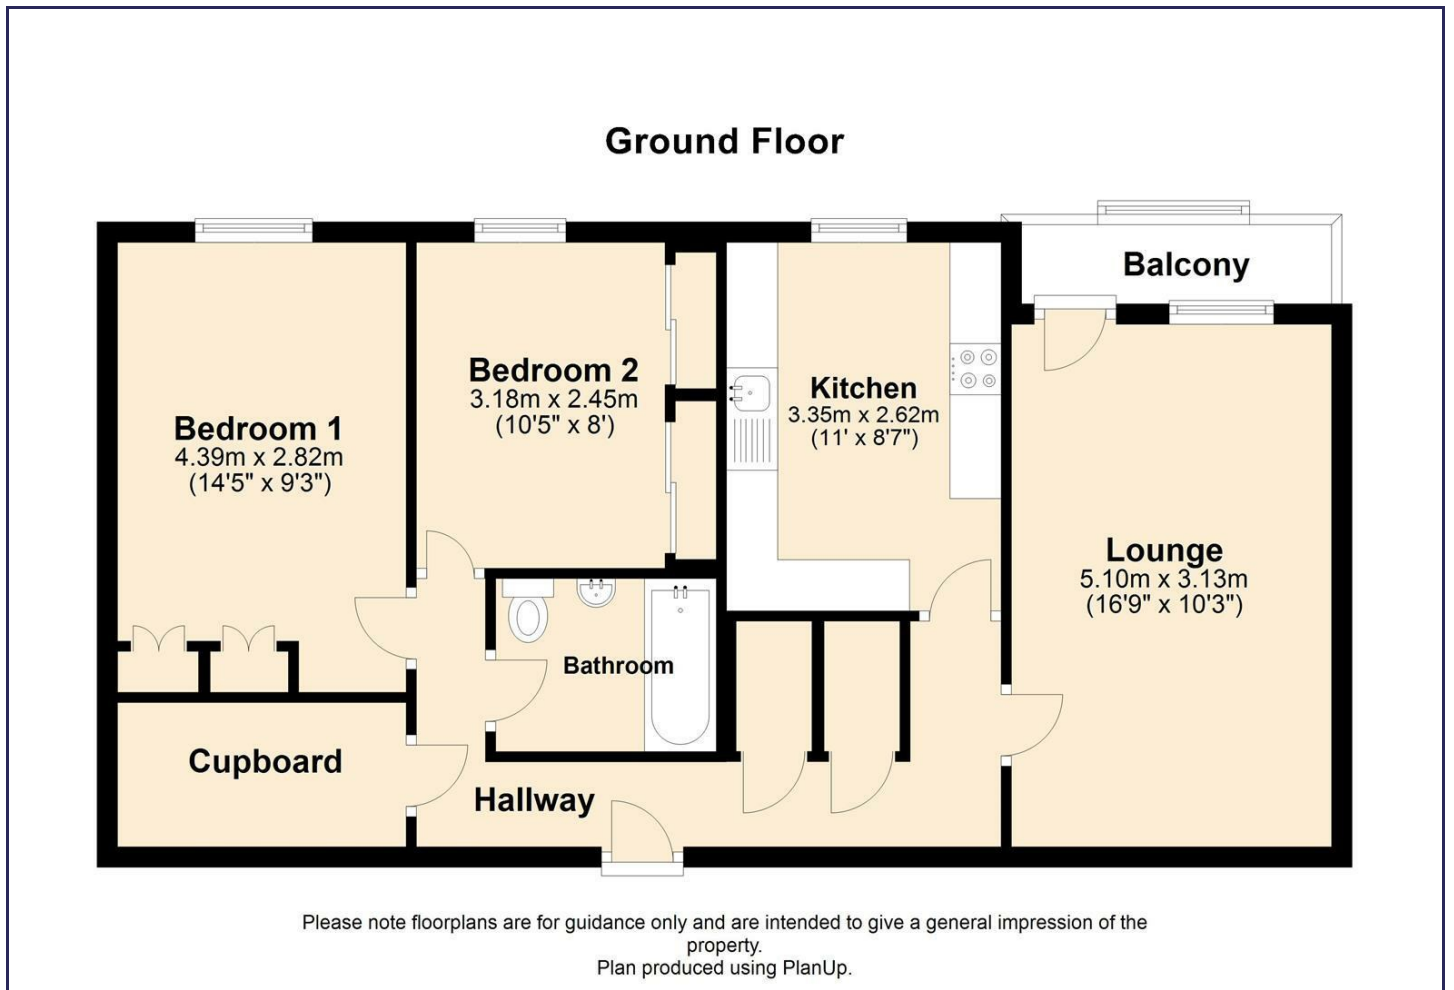 Ground Floor
Balcony
Bedroom 2
3.18m x 2.45m
(10'5" x 8')
Kitchen
3.35m x 2.62m
(11' x 8'7")
Bedroom 1
4.39m x 2.82m
(14'5" x 9'3")
Lounge
5.10m x 3.13m
(16'9" x 10'3")
Bathroom
Cupboard
Hallway
Please note floorplans are for guidance only and are intended to give a general impression of the
property.
Plan produced using PlanUp.